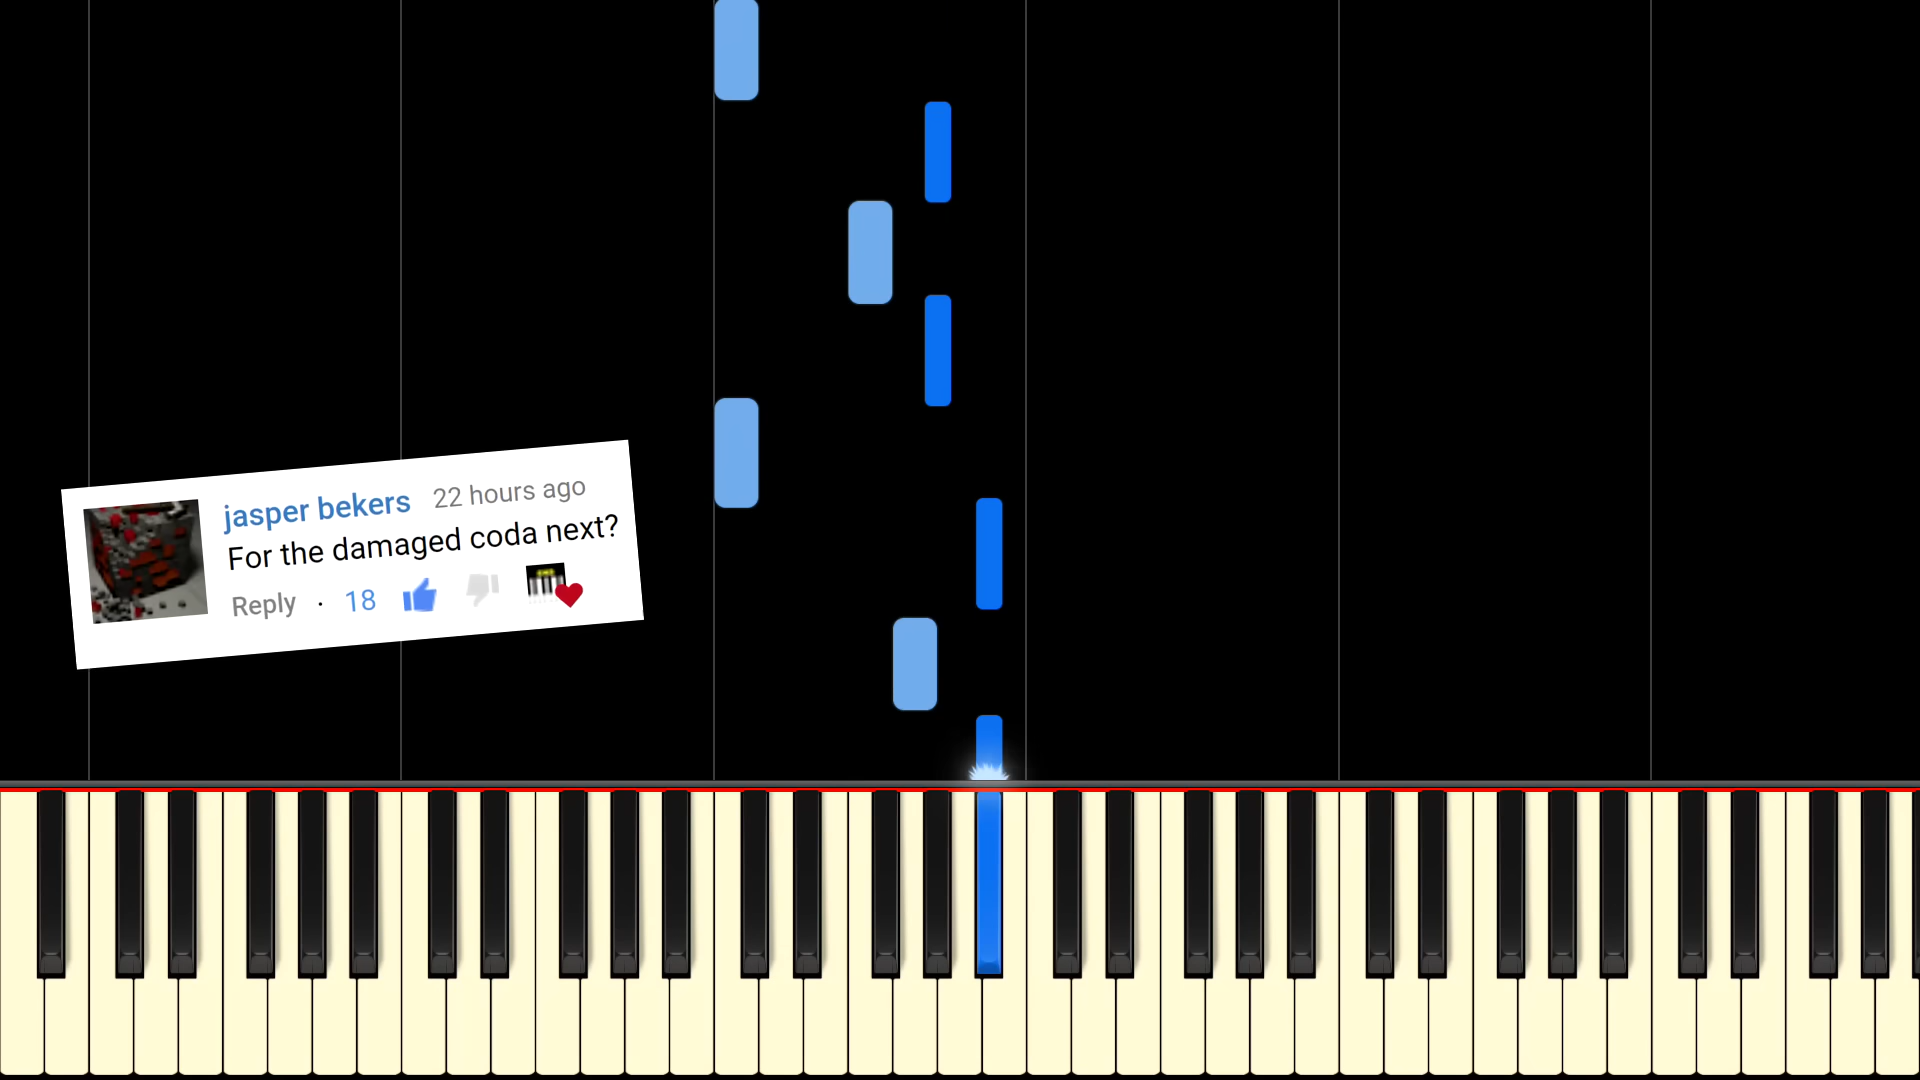 jasper bekers 22 hours ago
For the damaged coda next?
Reply · 18